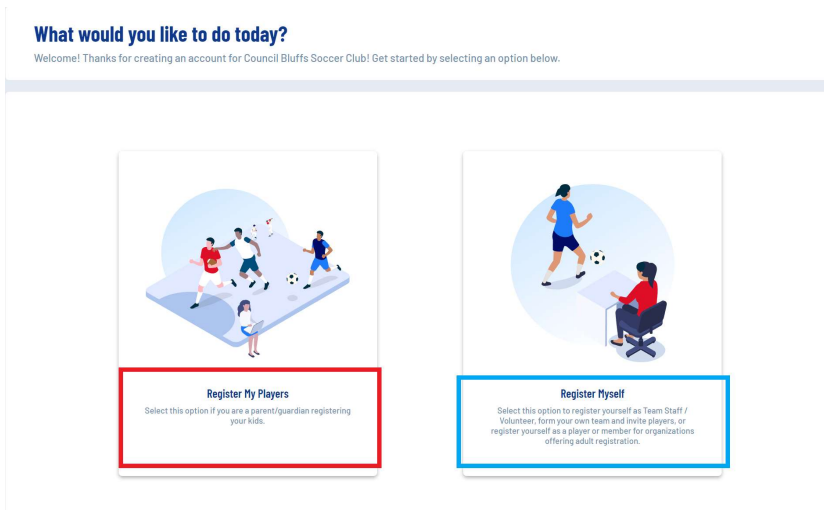 What would you like to do today?
Welcome! Thanks for creating an account for Council Bluffs Soccer Club! Get started by selecting an option below.
Register My Players
Select this option if you are a parent/guardian registering
your kids.
Register Myself
Select this option to register yourself as Team Staff /
Volunteer, form your own team and invite players, or
register yourself as a player or member for organizations
offering adult registration.